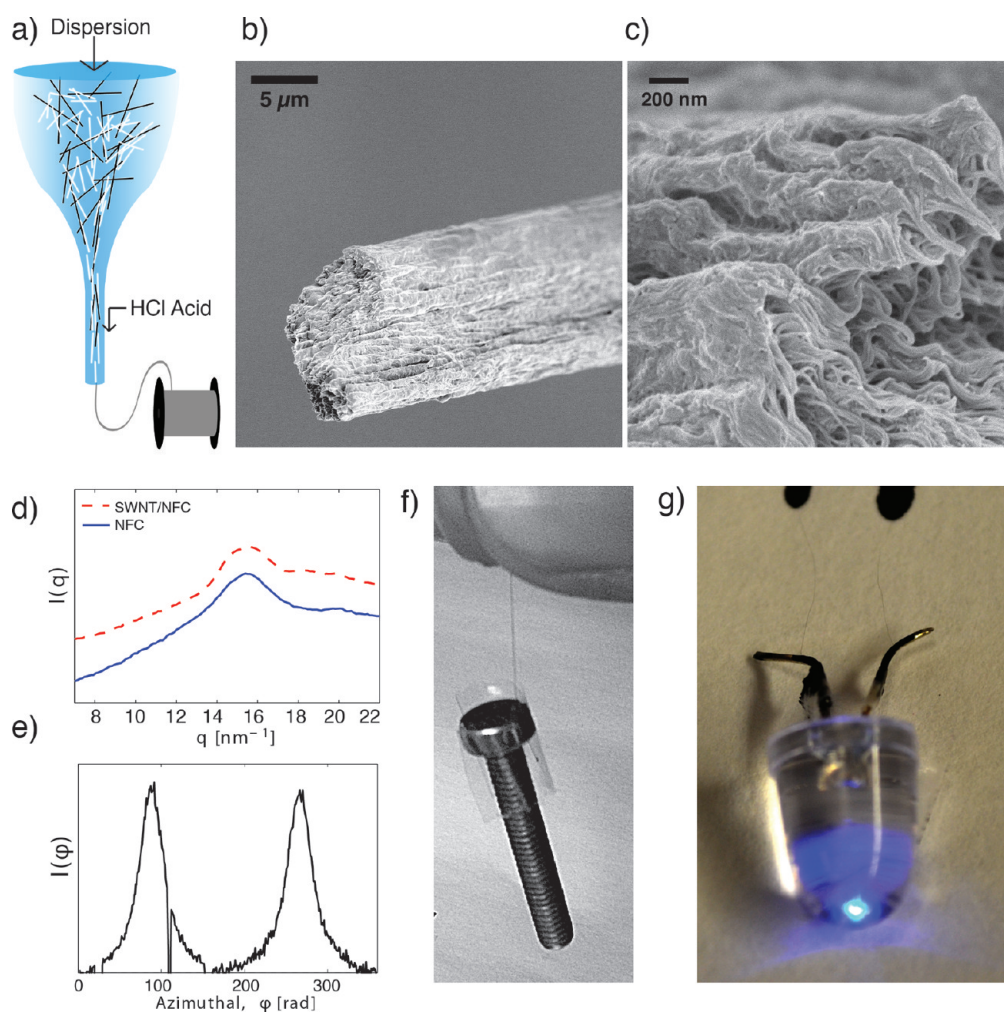 a)
Dispersion
HCl Acid
b)
5 μm
c)
200 nm
d)
SWNT/NFC
NFC
I(q)
8 10 12 14 16 18 20 22
q [nm⁻¹]
e)
I(φ)
0 100 200 300
Azimuthal, φ [rad]
f)
g)